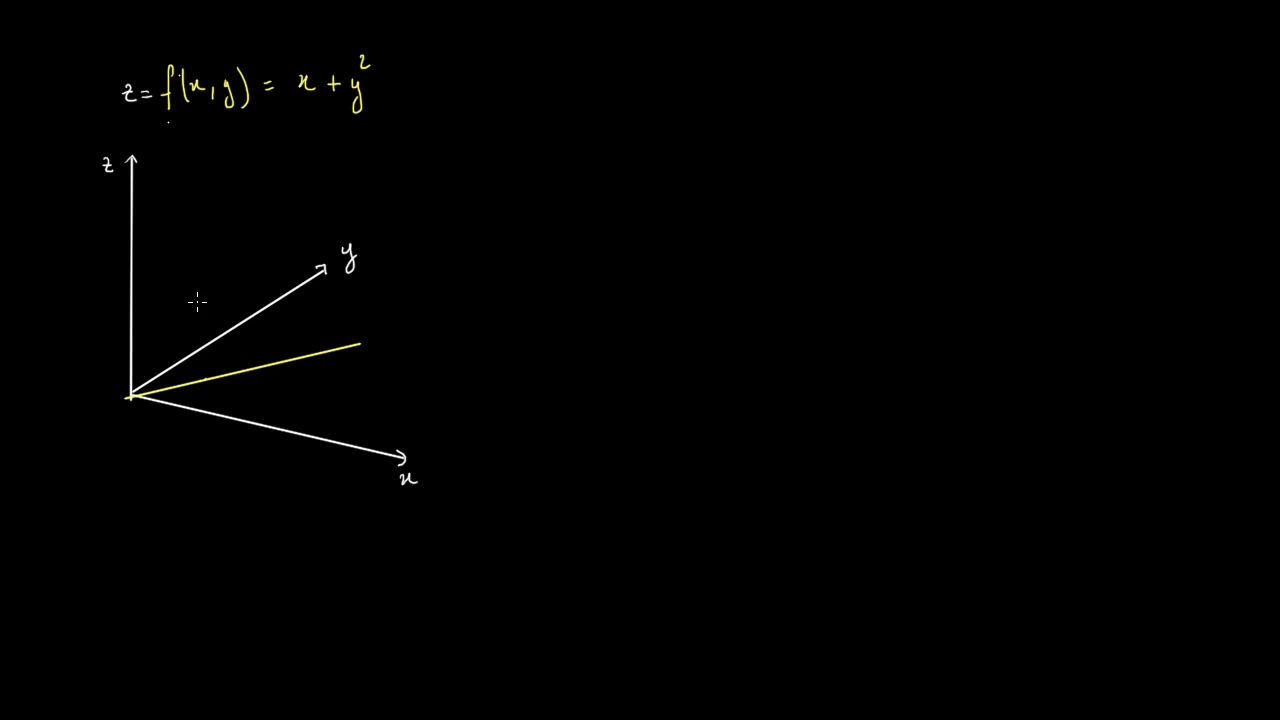 z = f(x, y) = x + y²
z
y
x